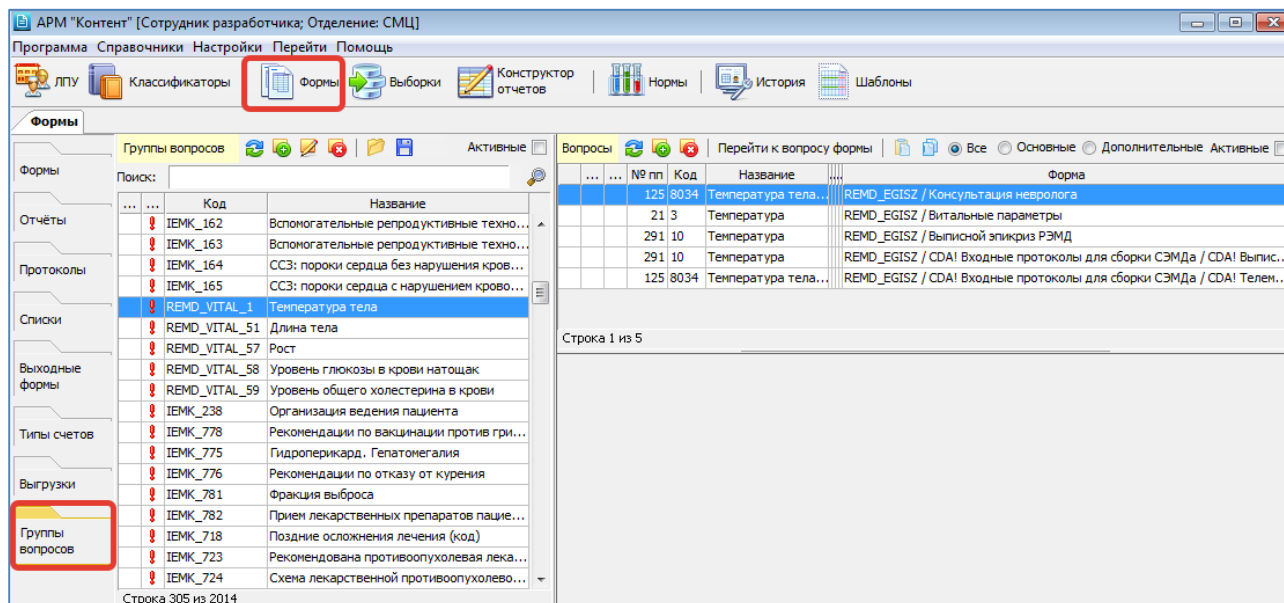 АРМ "Контент" [Сотрудник разработчика; Отделение: СМЦ]
Программа Справочники Настройки Перейти Помощь
ЛПУ Классификаторы Формы Выборки Конструктор отчетов Нормы История Шаблоны
Формы
Формы
Отчёты
Протоколы
Списки
Выходные
формы
Типы счетов
Выгрузки
Группы
вопросов
Группы вопросов Активные
Поиск:
... ... Код Название
IEMK_162 Вспомогательные репродуктивные техно...
IEMK_163 Вспомогательные репродуктивные техно...
IEMK_164 ССЗ: пороки сердца без нарушения кров...
IEMK_165 ССЗ: пороки сердца с нарушением крово...
REMD_VITAL_1 Температура тела
REMD_VITAL_51 Длина тела
REMD_VITAL_57 Рост
REMD_VITAL_58 Уровень глюкозы в крови натощак
REMD_VITAL_59 Уровень общего холестерина в крови
IEMK_238 Организация ведения пациента
IEMK_778 Рекомендации по вакцинации против гри...
IEMK_775 Гидроперикард. Гепатомегалия
IEMK_776 Рекомендации по отказу от курения
IEMK_781 Фракция выброса
IEMK_782 Прием лекарственных препаратов пацие...
IEMK_718 Поздние осложнения лечения (код)
IEMK_723 Рекомендована противоопухолевая лека...
IEMK_724 Схема лекарственной противоопухолево...
Строка 305 из 2014
Вопросы Перейти к вопросу формы Все Основные Дополнительные Активные
... ... № пп Код Название ... Форма
125 8034 Температура тела... REMD_EGISZ / Консультация невролога
21 3 Температура REMD_EGISZ / Витальные параметры
291 10 Температура REMD_EGISZ / Выписной эпикриз РЭМД
291 10 Температура REMD_EGISZ / CDA! Входные протоколы для сборки СЭМДа / CDA! Выпис...
125 8034 Температура тела... REMD_EGISZ / CDA! Входные протоколы для сборки СЭМДа / CDA! Телем...
Строка 1 из 5